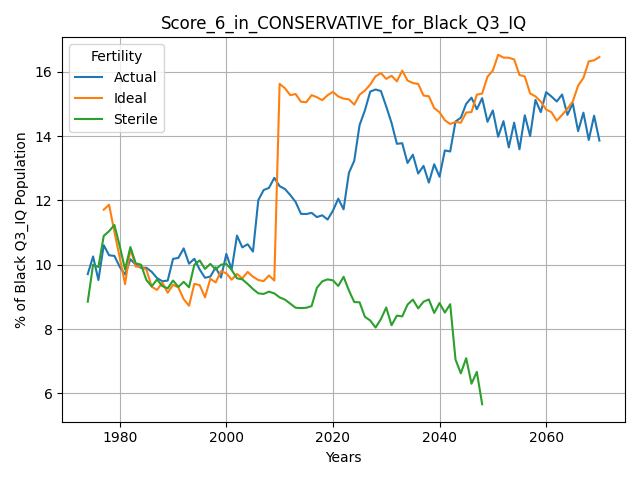 Score_6_in_CONSERVATIVE_for_Black_Q3_IQ
Fertility
Actual
Ideal
Sterile
% of Black Q3_IQ Population
16
14
12
10
8
6
1980 2000 2020 2040 2060
Years